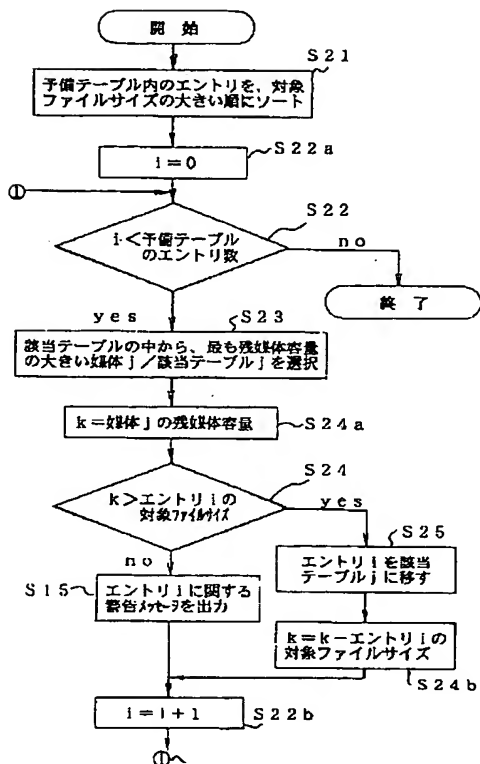 開 始
S21
予備テーブル内のエントリを、対象
ファイルサイズの大きい順にソート
S22a
i=0
①
S22
i<予備テーブル
のエントリ数
no
終 了
yes
S23
該当テーブルの中から、最も残媒体容量
の大きい媒体j/該当テーブルjを選択
S24a
k=媒体jの残媒体容量
S24
k>エントリiの
対象ファイルサイズ
yes
no
S25
エントリiを該当
テーブルjに移す
S15
エントリiに関する
警告メッセージを出力
k=k-エントリiの
対象ファイルサイズ
S24b
i=i+1
S22b
①